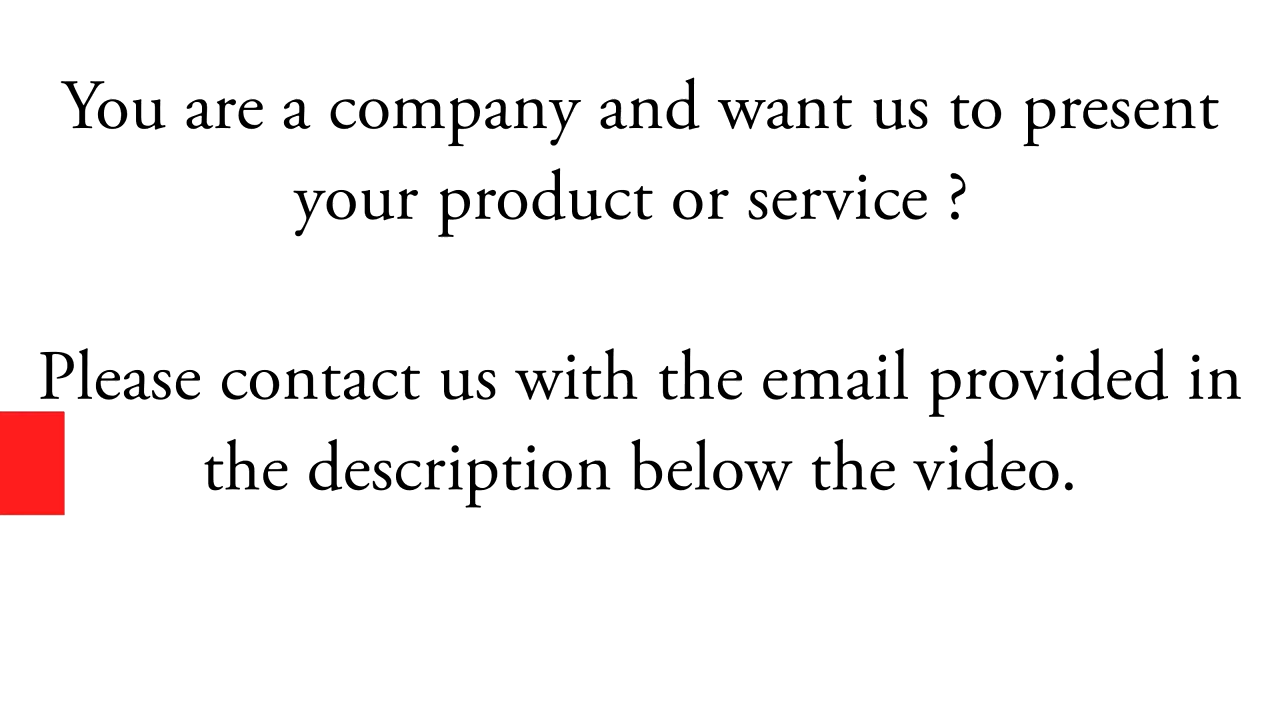 You are a company and want us to present
your product or service ?
Please contact us with the email provided in
the description below the video.